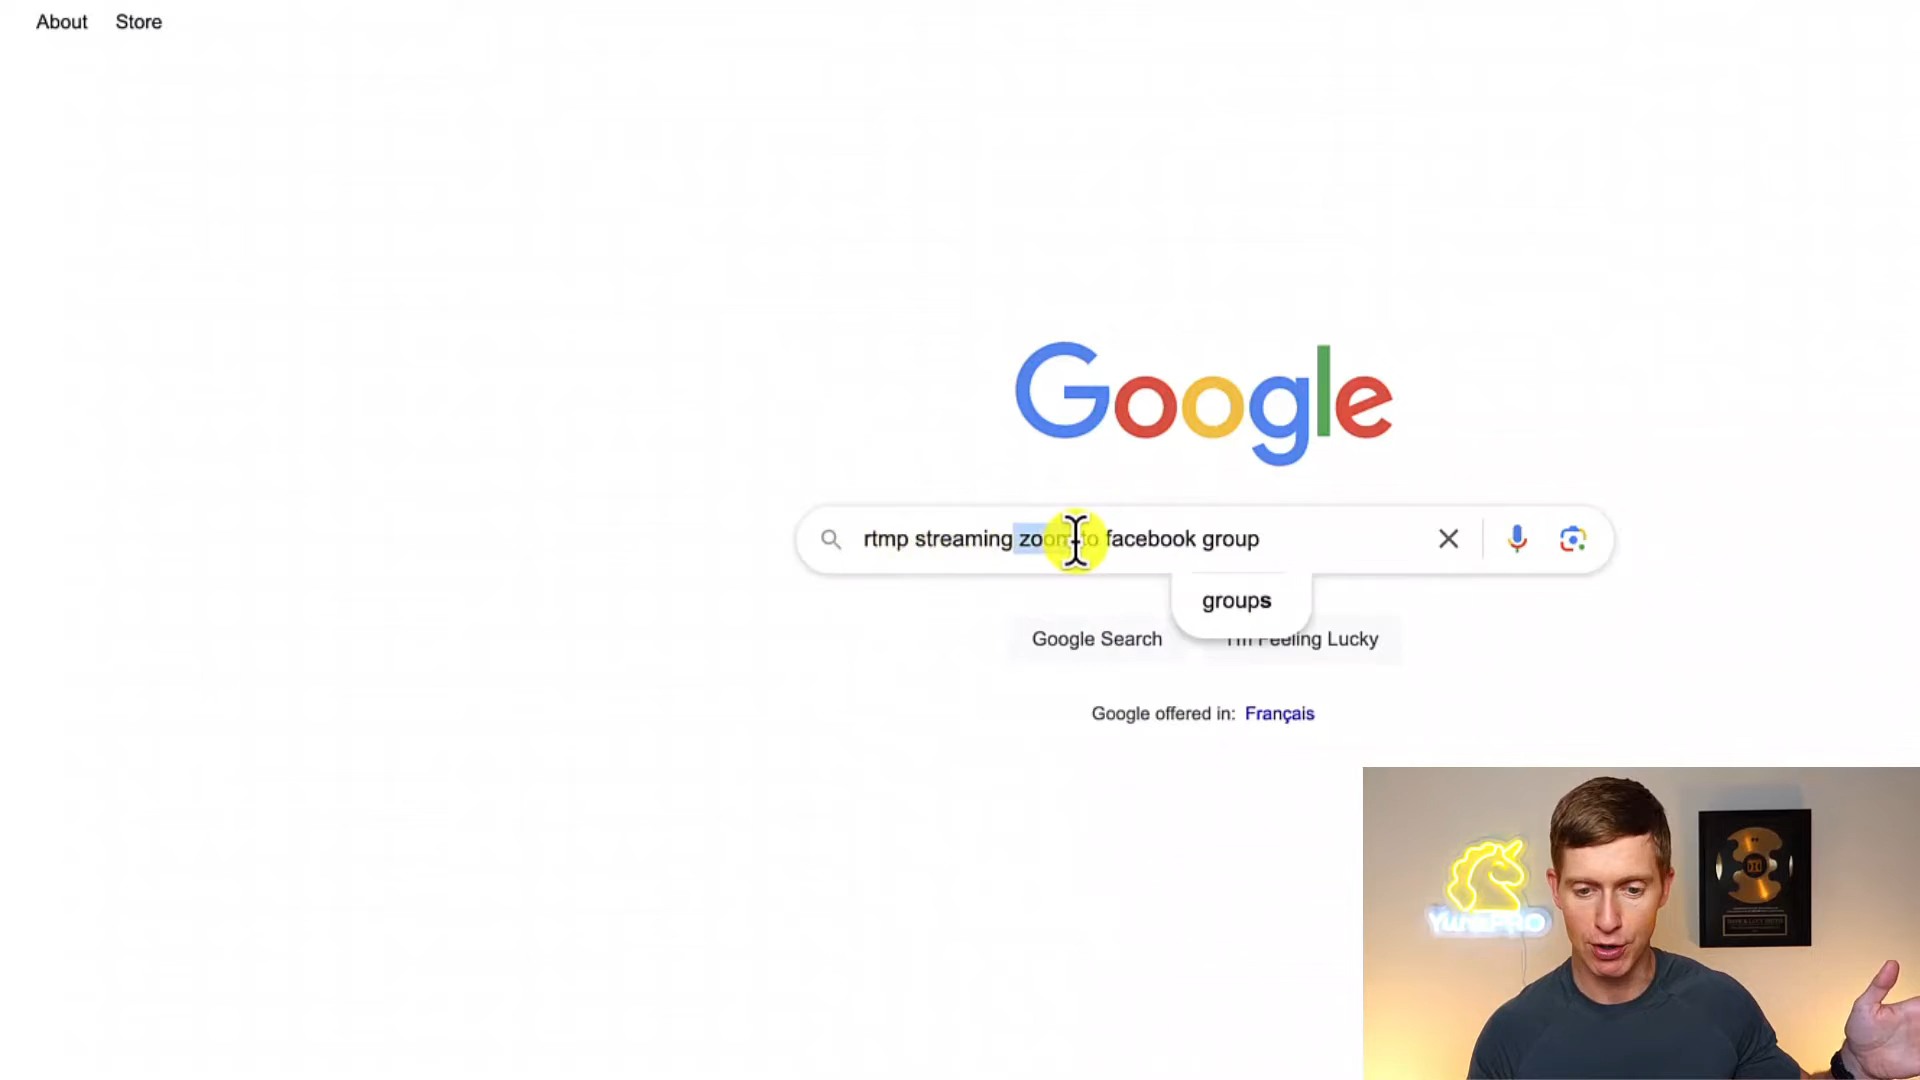 About Store
Google
rtmp streaming zoom to facebook group
groups
Google Search I'm Feeling Lucky
Google offered in: Français